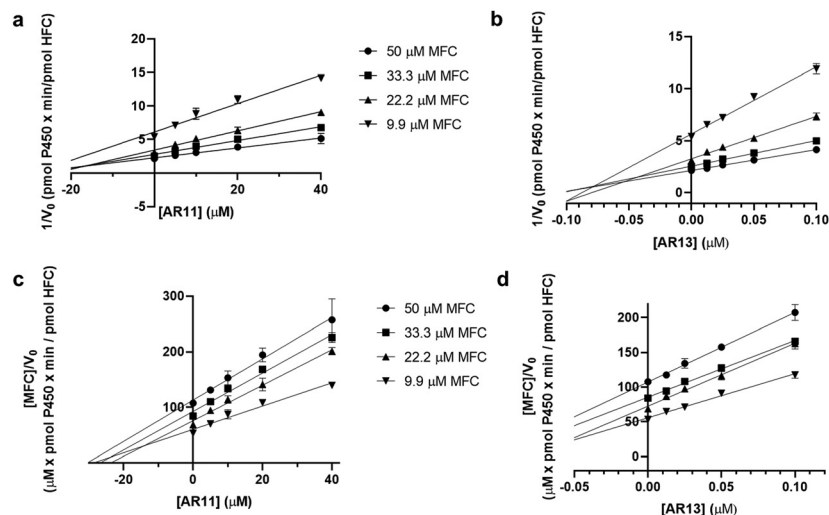 a
1/V0 (pmol P450 x min/pmol HFC)
20
15
10
5
-5
-20
0
20
40
[AR11] (μM)
50 μM MFC
33.3 μM MFC
22.2 μM MFC
9.9 μM MFC
b
1/V0 (pmol P450 x min/pmol HFC)
15
10
5
0
-0.10
-0.05
0.00
0.05
0.10
[AR13] (μM)
c
[MFC]/V0
(μM x pmol P450 x min / pmol HFC)
300
200
100
-20
0
20
40
[AR11] (μM)
50 μM MFC
33.3 μM MFC
22.2 μM MFC
9.9 μM MFC
d
[MFC]/V0
(μM x pmol P450 x min / pmol HFC)
200
150
100
50
0
-0.05
0.00
0.05
0.10
[AR13] (μM)